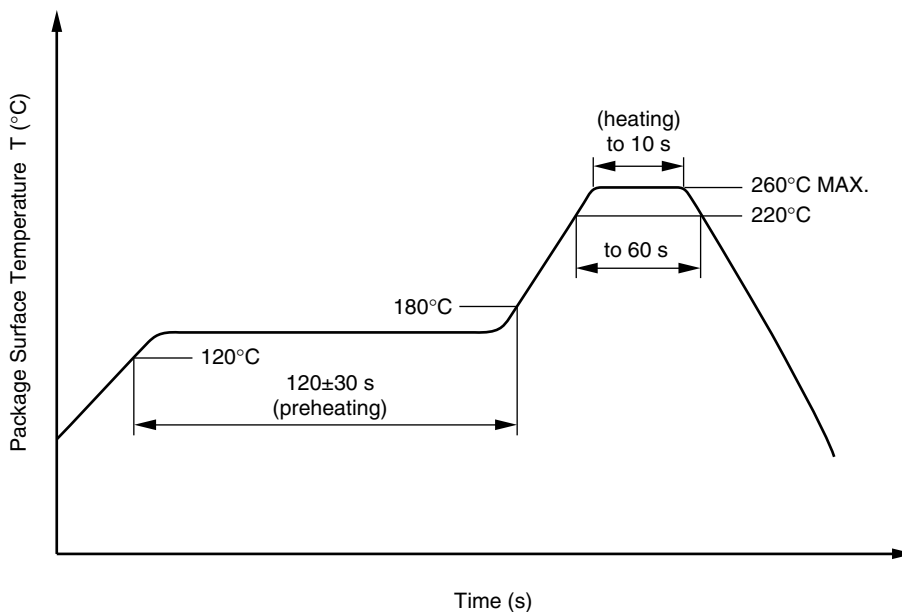 Package Surface Temperature T (°C)
(heating)
to 10 s
260°C MAX.
220°C
to 60 s
180°C
120°C
120±30 s
(preheating)
Time (s)